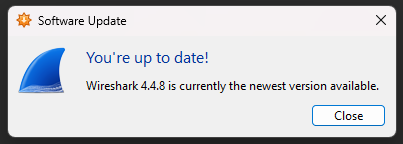 Software Update
You're up to date!
Wireshark 4.4.8 is currently the newest version available.
Close